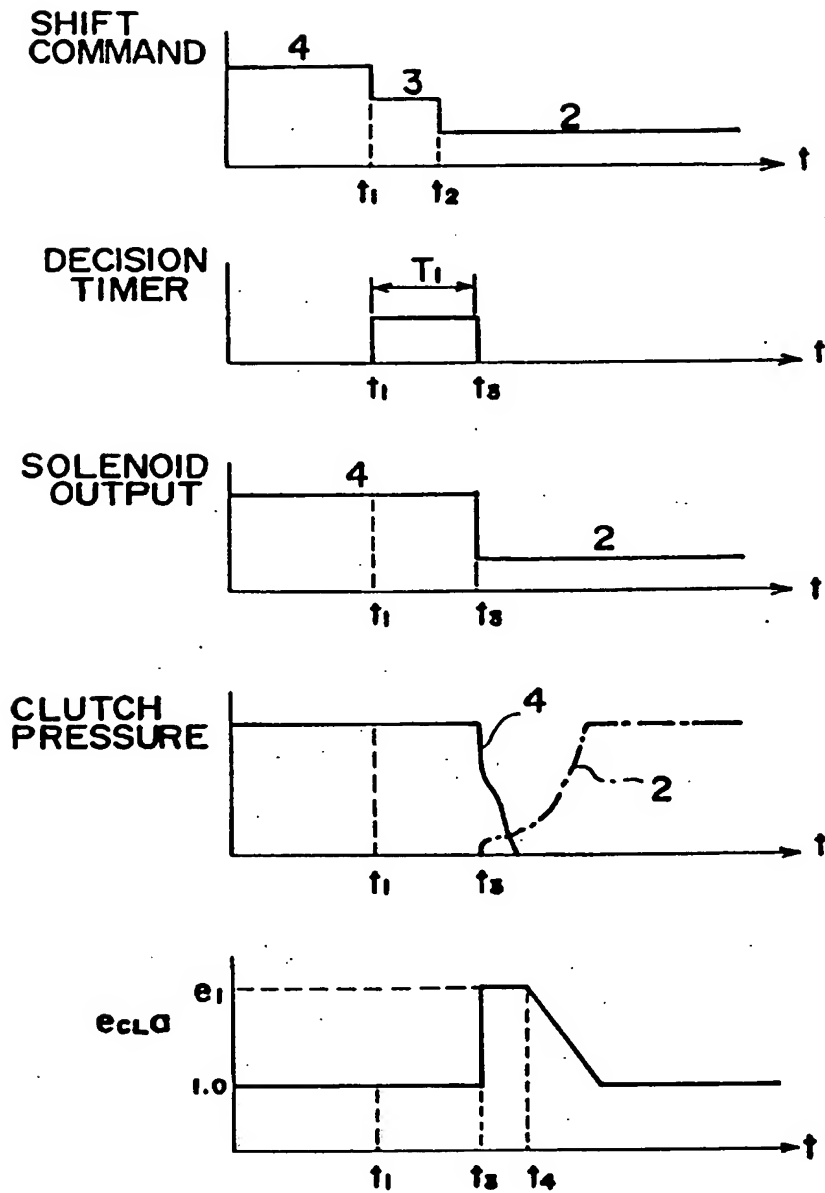 SHIFT
COMMAND
4
3
2
t
t1
t2
DECISION
TIMER
T1
t
t1
t3
SOLENOID
OUTPUT
4
2
t
t1
t3
CLUTCH
PRESSURE
4
2
t
t1
t3
e1
eCLa
1.0
t
t1
t3
t4